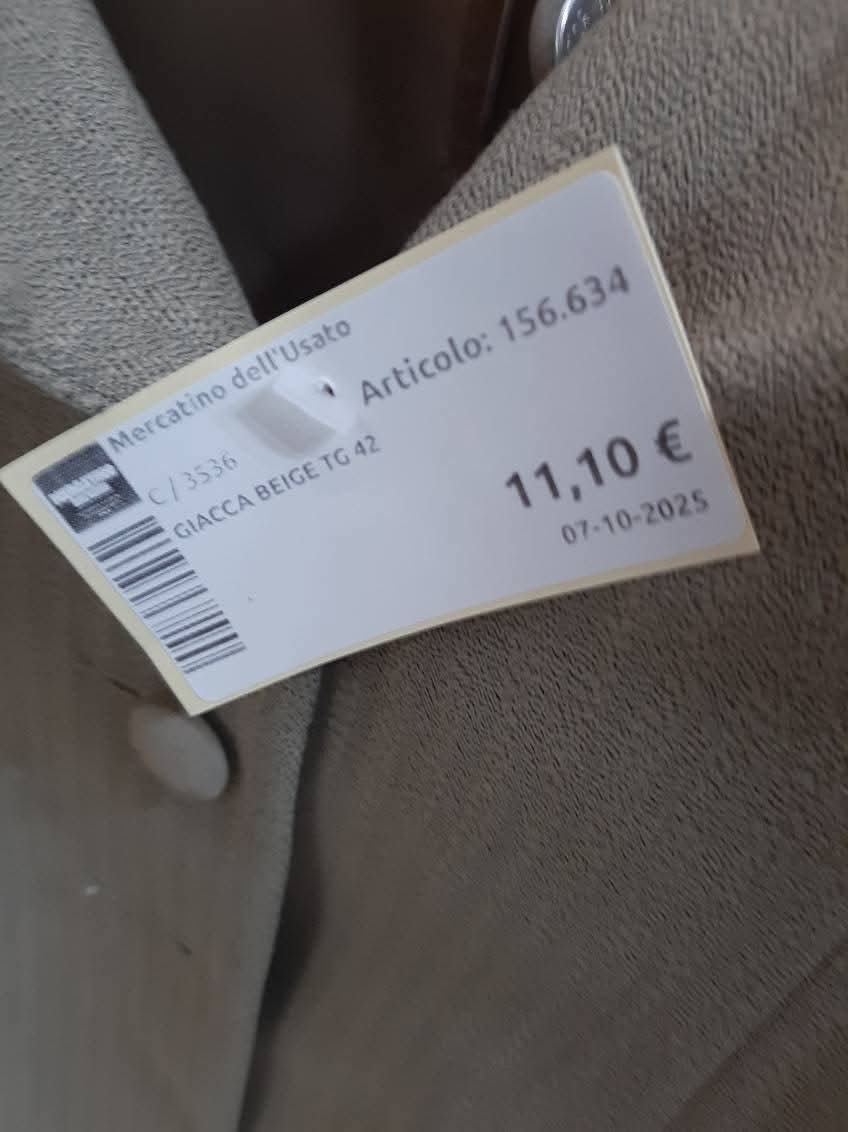 Mercatino dell'Usato
C/3536
Articolo: 156.634
GIACCA BEIGE TG 42
11,10 €
07-10-2025